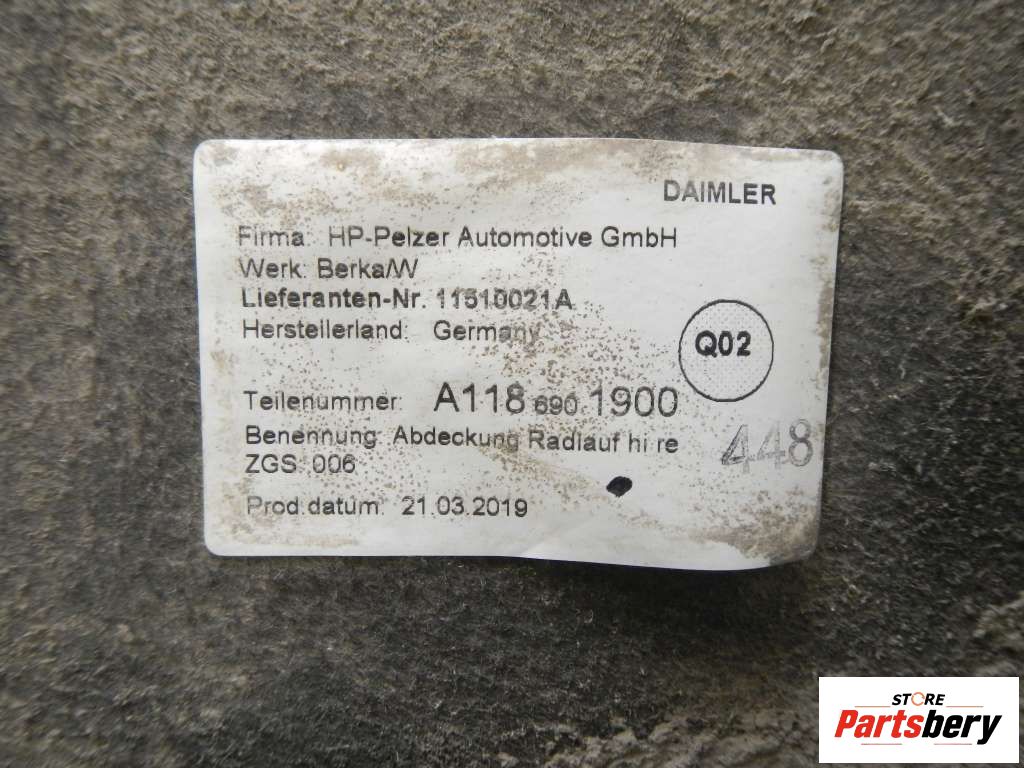 DAIMLER
Firma: HP-Pelzer Automotive GmbH
Werk: Berka/W
Lieferanten-Nr. 11510021A
Herstellerland: Germany
Q02
Teilenummer: A118 690 1900
Benennung: Abdeckung Radlauf hi re
448
ZGS: 006
Prod.datum: 21.03.2019
STORE
Partsbery